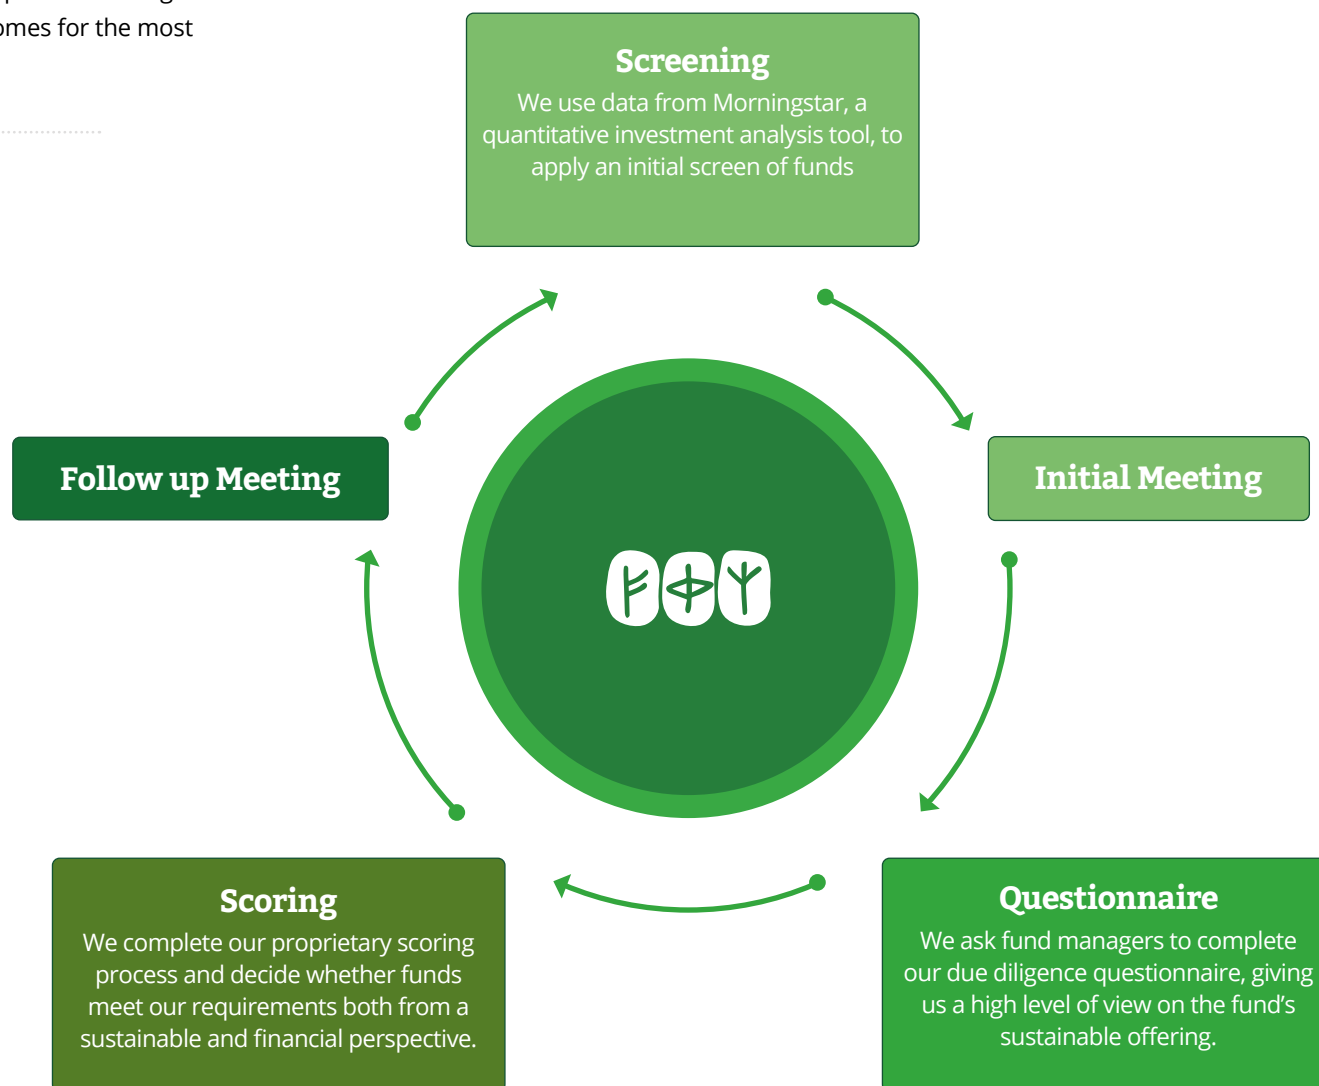 omes for the most
Screening
We use data from Morningstar, a
quantitative investment analysis tool, to
apply an initial screen of funds
Follow up Meeting
Initial Meeting
Scoring
We complete our proprietary scoring
process and decide whether funds
meet our requirements both from a
sustainable and financial perspective.
Questionnaire
We ask fund managers to complete
our due diligence questionnaire, giving
us a high level of view on the fund’s
sustainable offering.